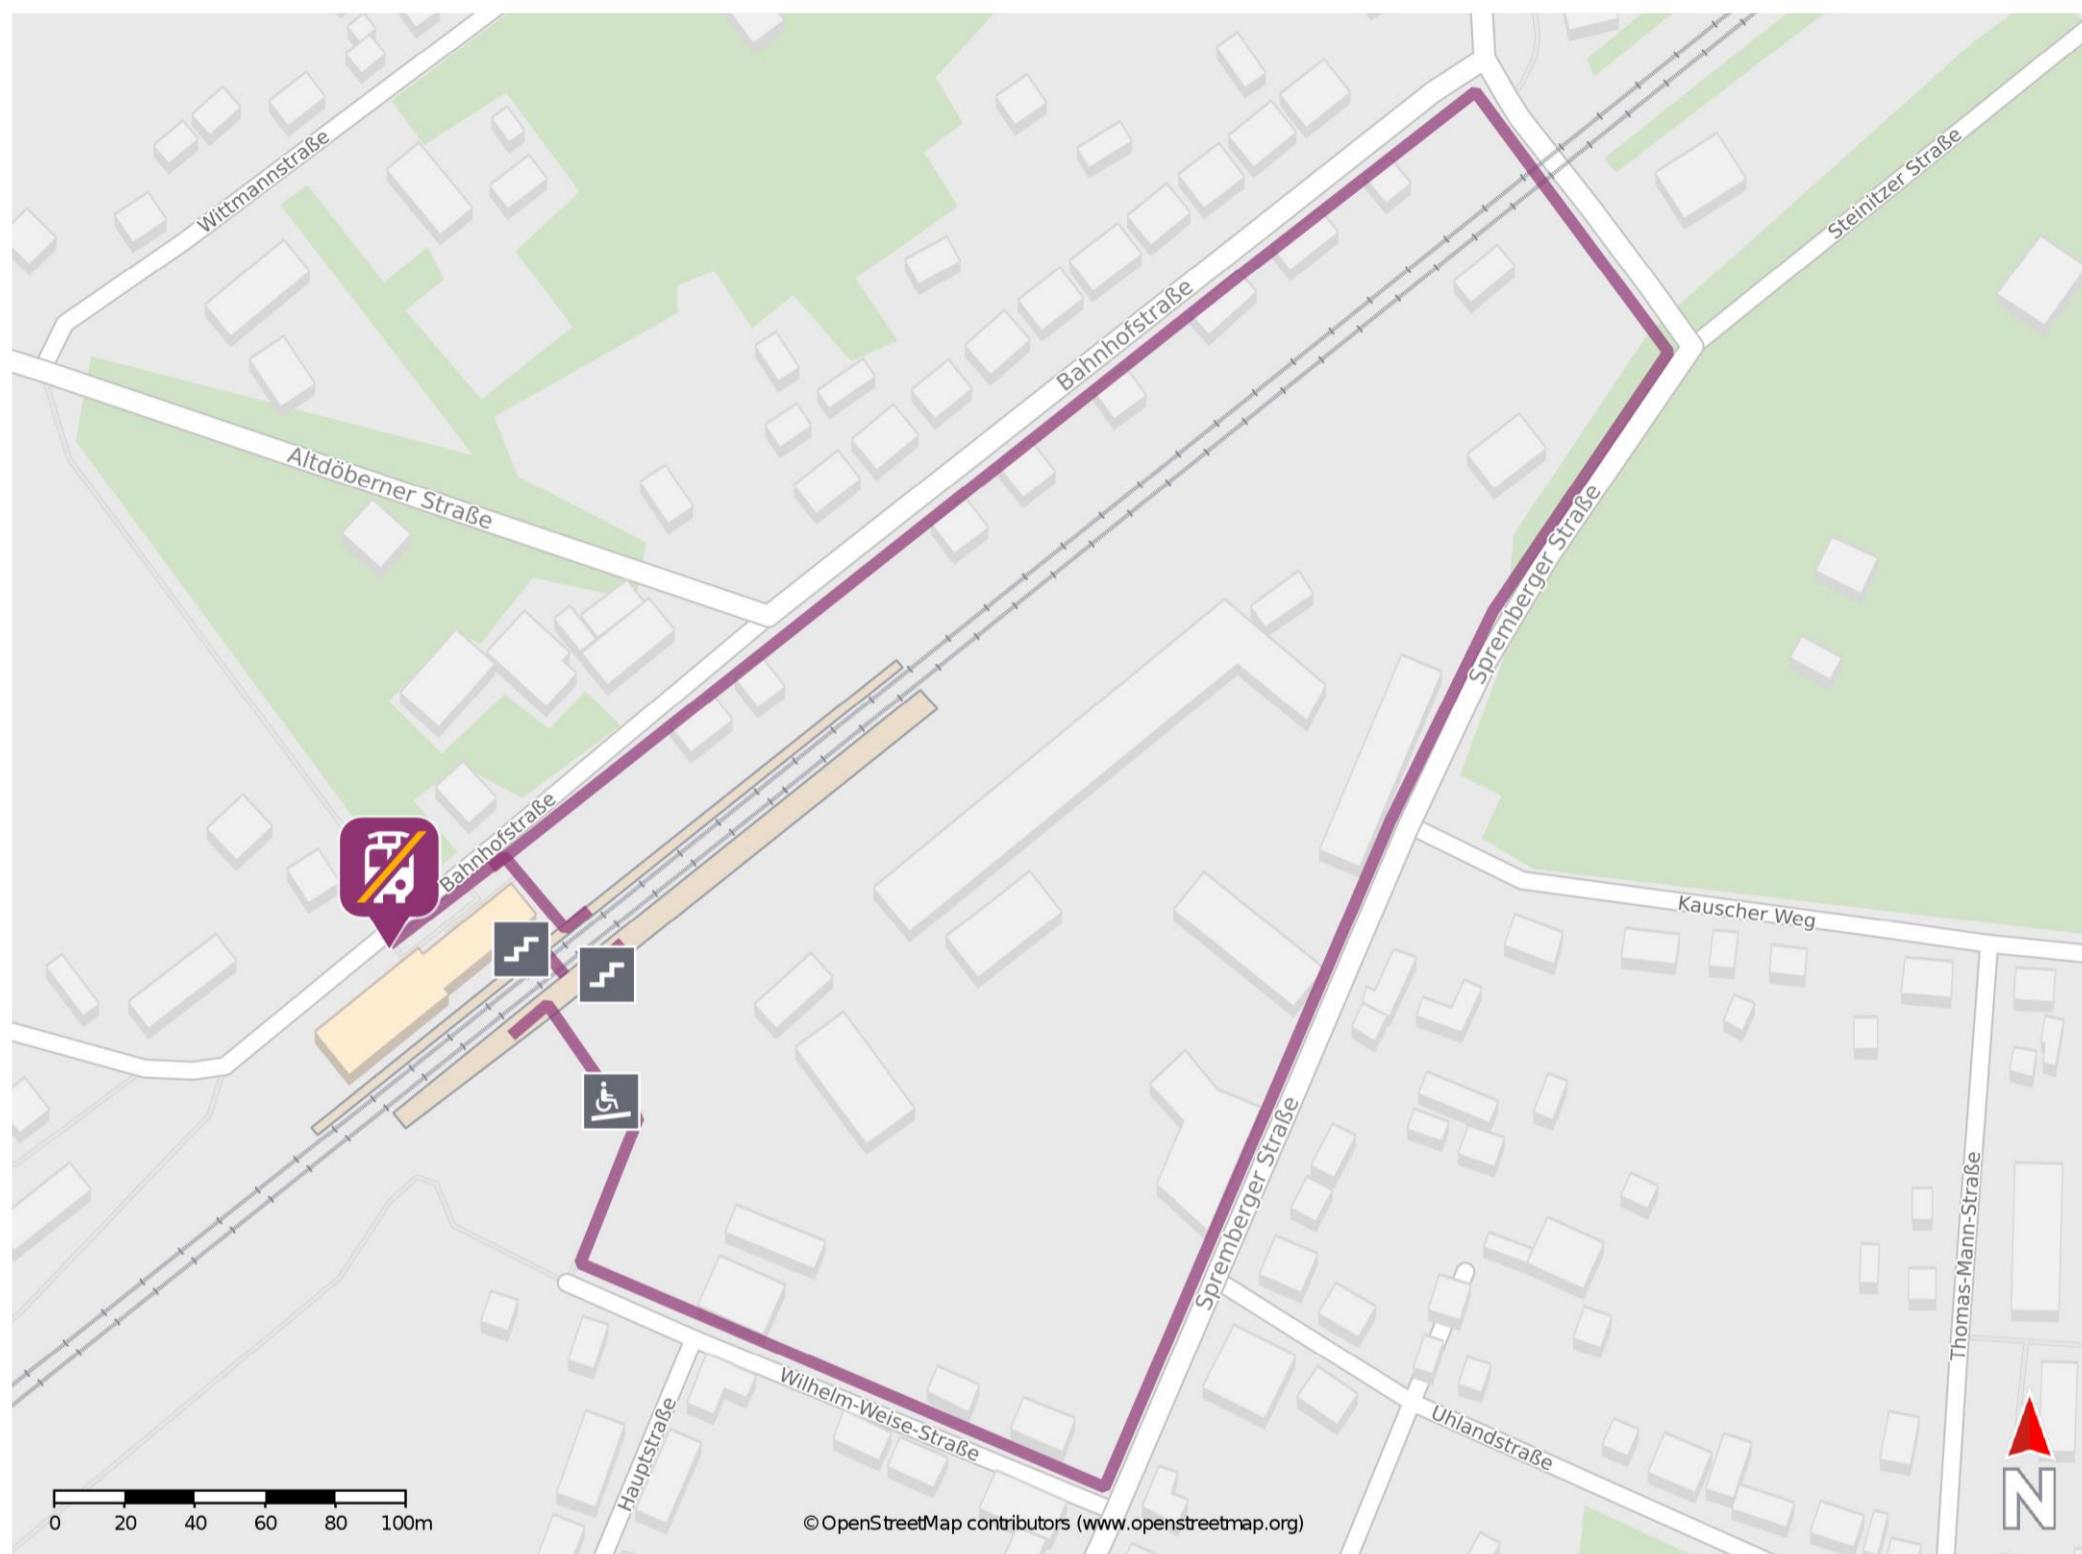 Wittmannstraße
Steinitzer Straße
Bahnhofstraße
Altdöberner Straße
Spremberger Straße
Bahnhofstraße
Kauscher Weg
Spremberger Straße
Thomas-Mann-Straße
Wilhelm-Weise-Straße
Hauptstraße
Uhlandstraße
N
0 20 40 60 80 100m
© OpenStreetMap contributors (www.openstreetmap.org)